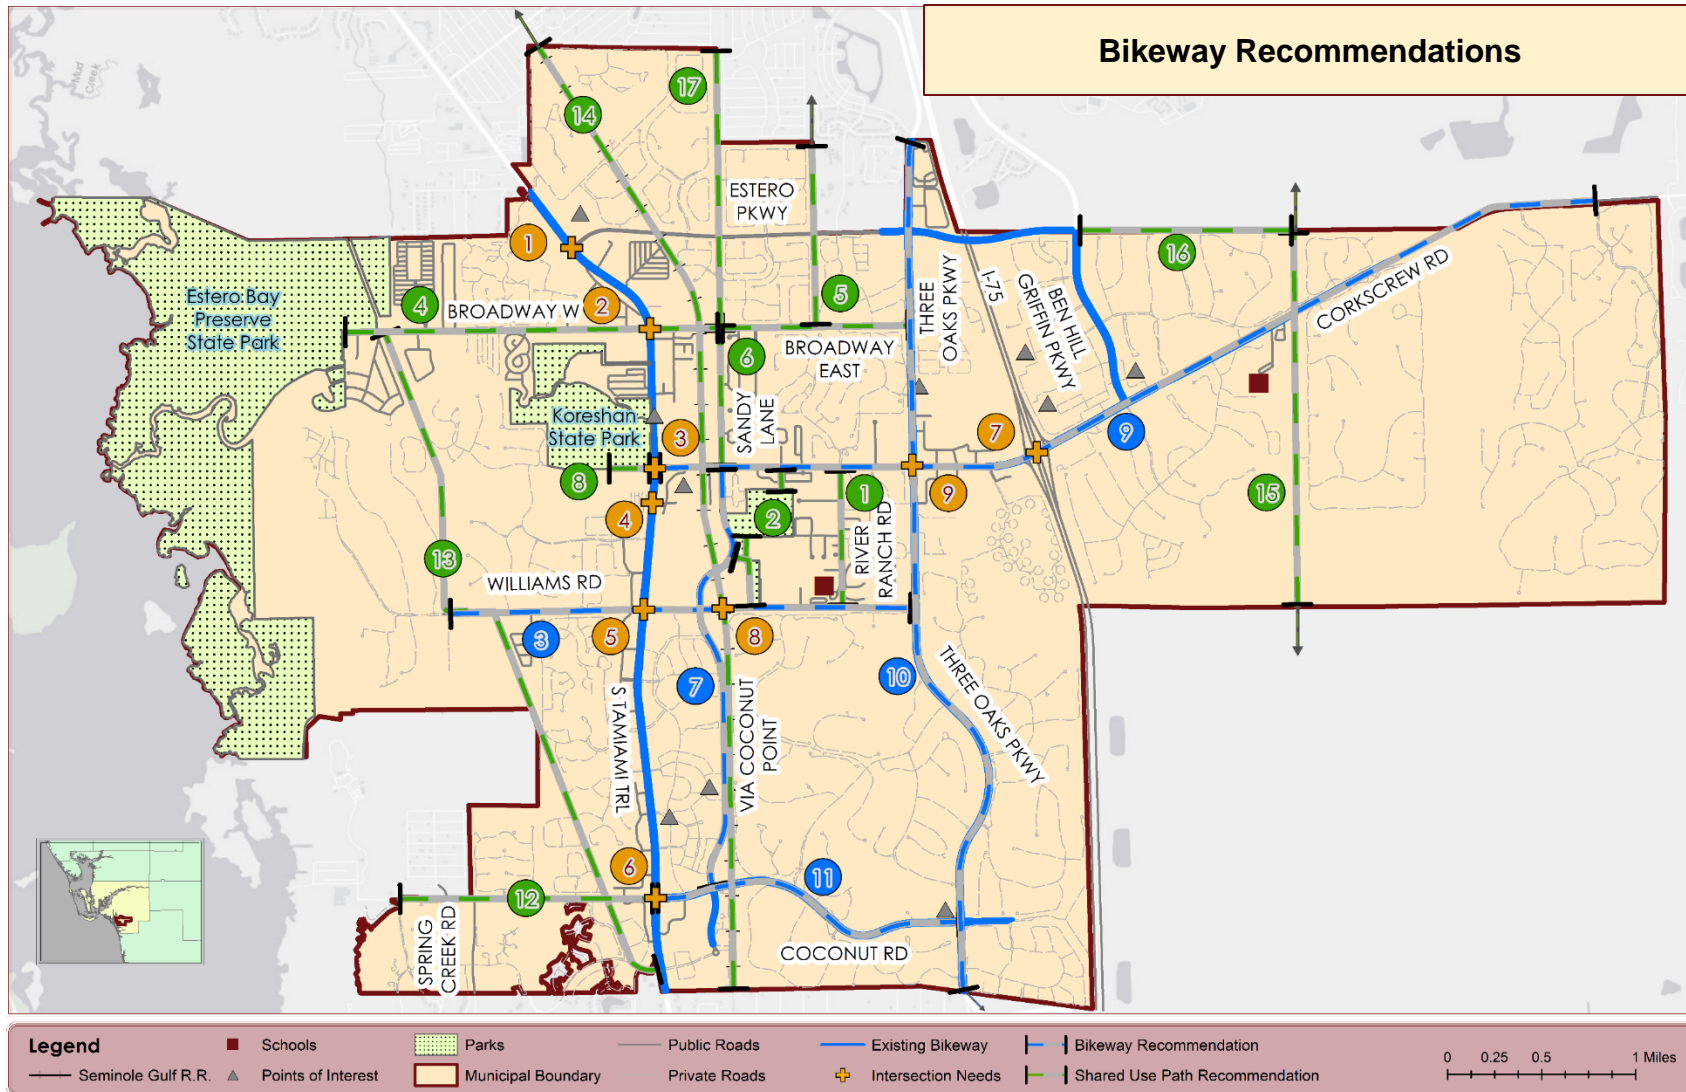 Bikeway Recommendations
Mud
Creek
17
14
ESTERO
PKWY
1
16
Estero Bay
Preserve
State Park
4
BROADWAY W
2
5
THREE
OAKS PKWY
I-75
BEN HILL
GRIFFIN PKWY
CORKSCREW RD
6
BROADWAY
EAST
SANDY
LANE
Koreshan
State Park
3
7
9
8
4
2
1
9
15
RIVER
RANCH RD
13
WILLIAMS RD
3
5
8
7
10
THREE OAKS PKWY
S TAMIAMI TRL
VIA COCONUT
POINT
6
11
12
SPRING
CREEK RD
COCONUT RD
Legend
Schools
Parks
Public Roads
Existing Bikeway
Bikeway Recommendation
Seminole Gulf R.R.
Points of Interest
Municipal Boundary
Private Roads
Intersection Needs
Shared Use Path Recommendation
0 0.25 0.5 1 Miles